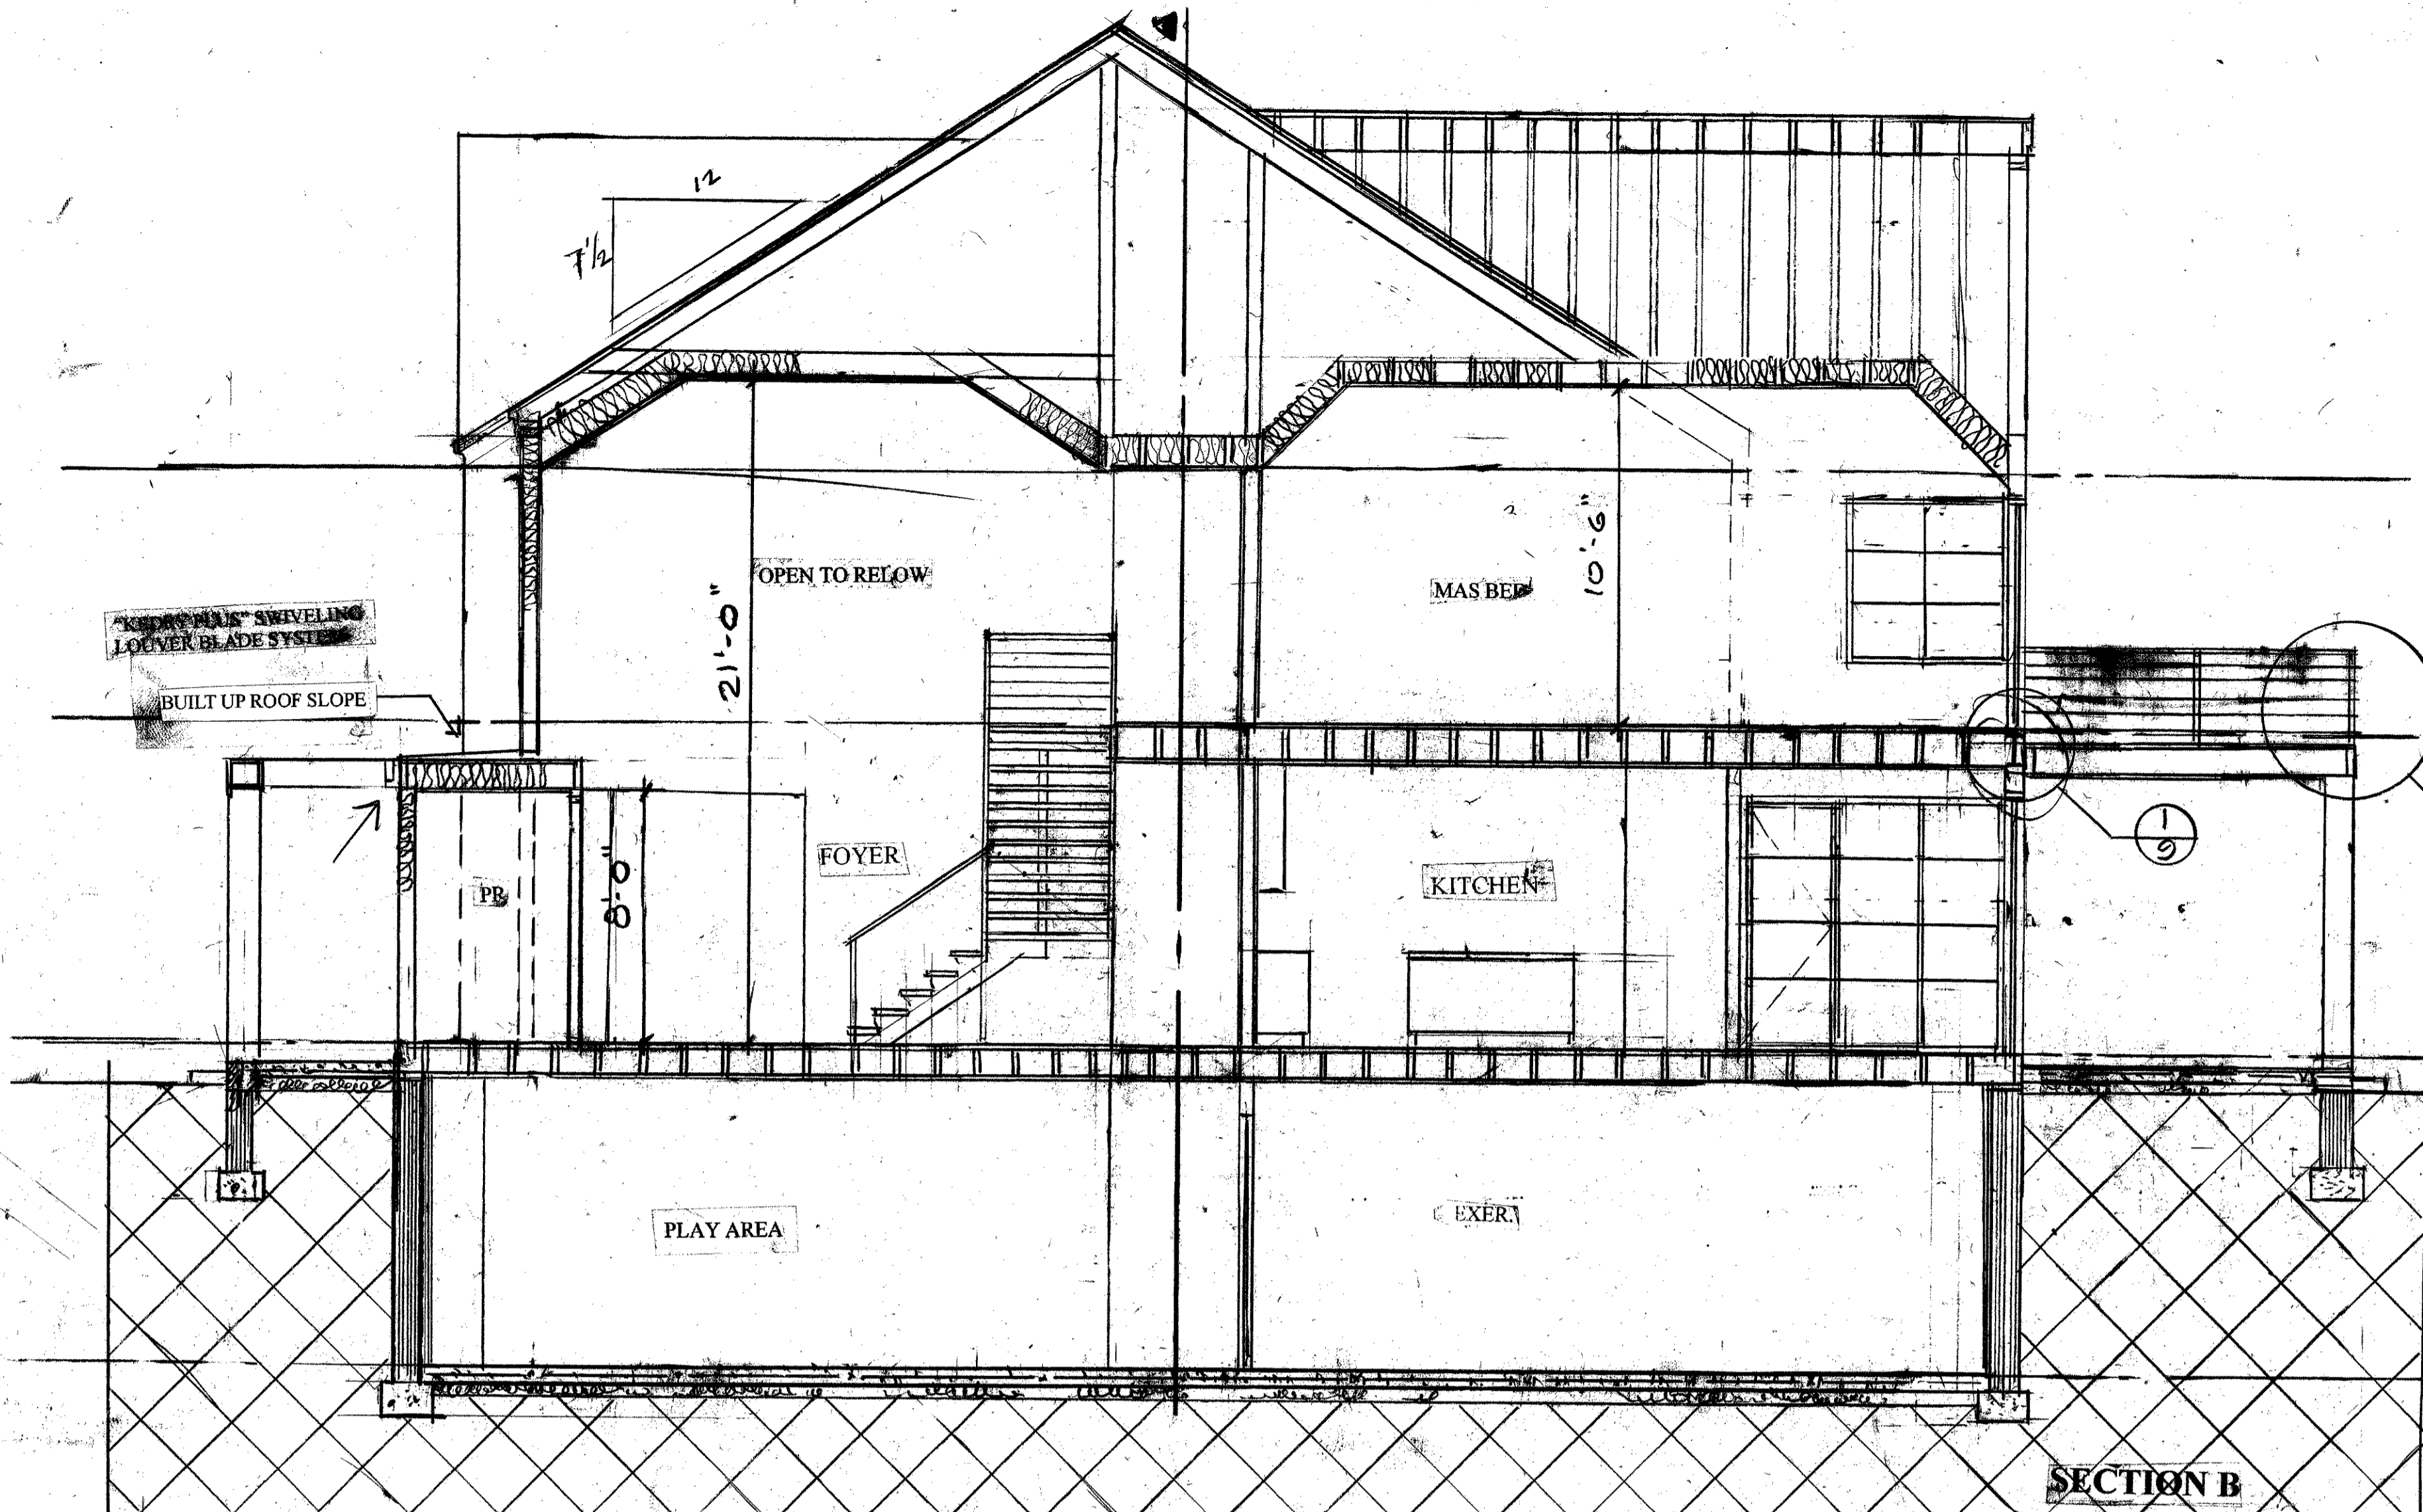 12
7 1/2
OPEN TO RELOW
MAS BED
10'-6"
21'-0"
"KEDRY PLUS" SWIVELING
LOUVER BLADE SYSTEMS
BUILT UP ROOF SLOPE
1
9
FOYER
PR
8'-0"
KITCHEN
PLAY AREA
EXER.
SECTION B